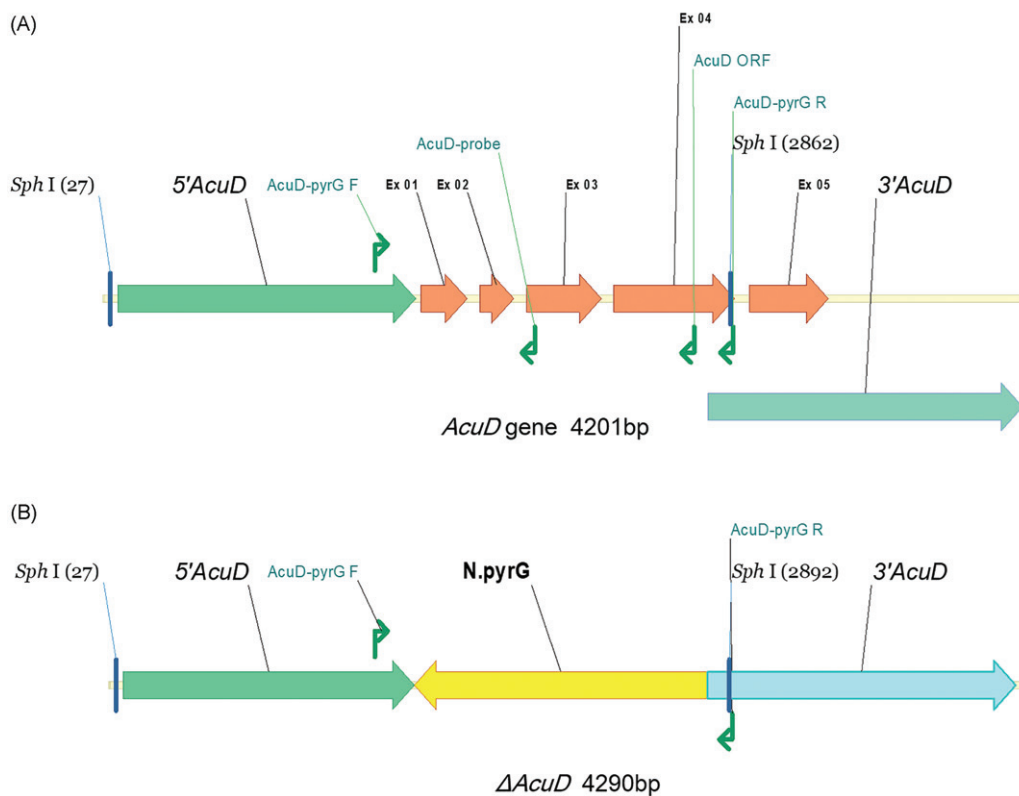 (A)
Ex 04
AcuD ORF
AcuD-pyrG R
AcuD-probe
Sph I (2862)
Sph I (27)
5'AcuD
AcuD-pyrG F
Ex 01
Ex 02
Ex 03
Ex 05
3'AcuD
AcuD gene 4201bp
(B)
AcuD-pyrG R
Sph I (27)
5'AcuD
AcuD-pyrG F
N.pyrG
Sph I (2892)
3'AcuD
ΔAcuD 4290bp